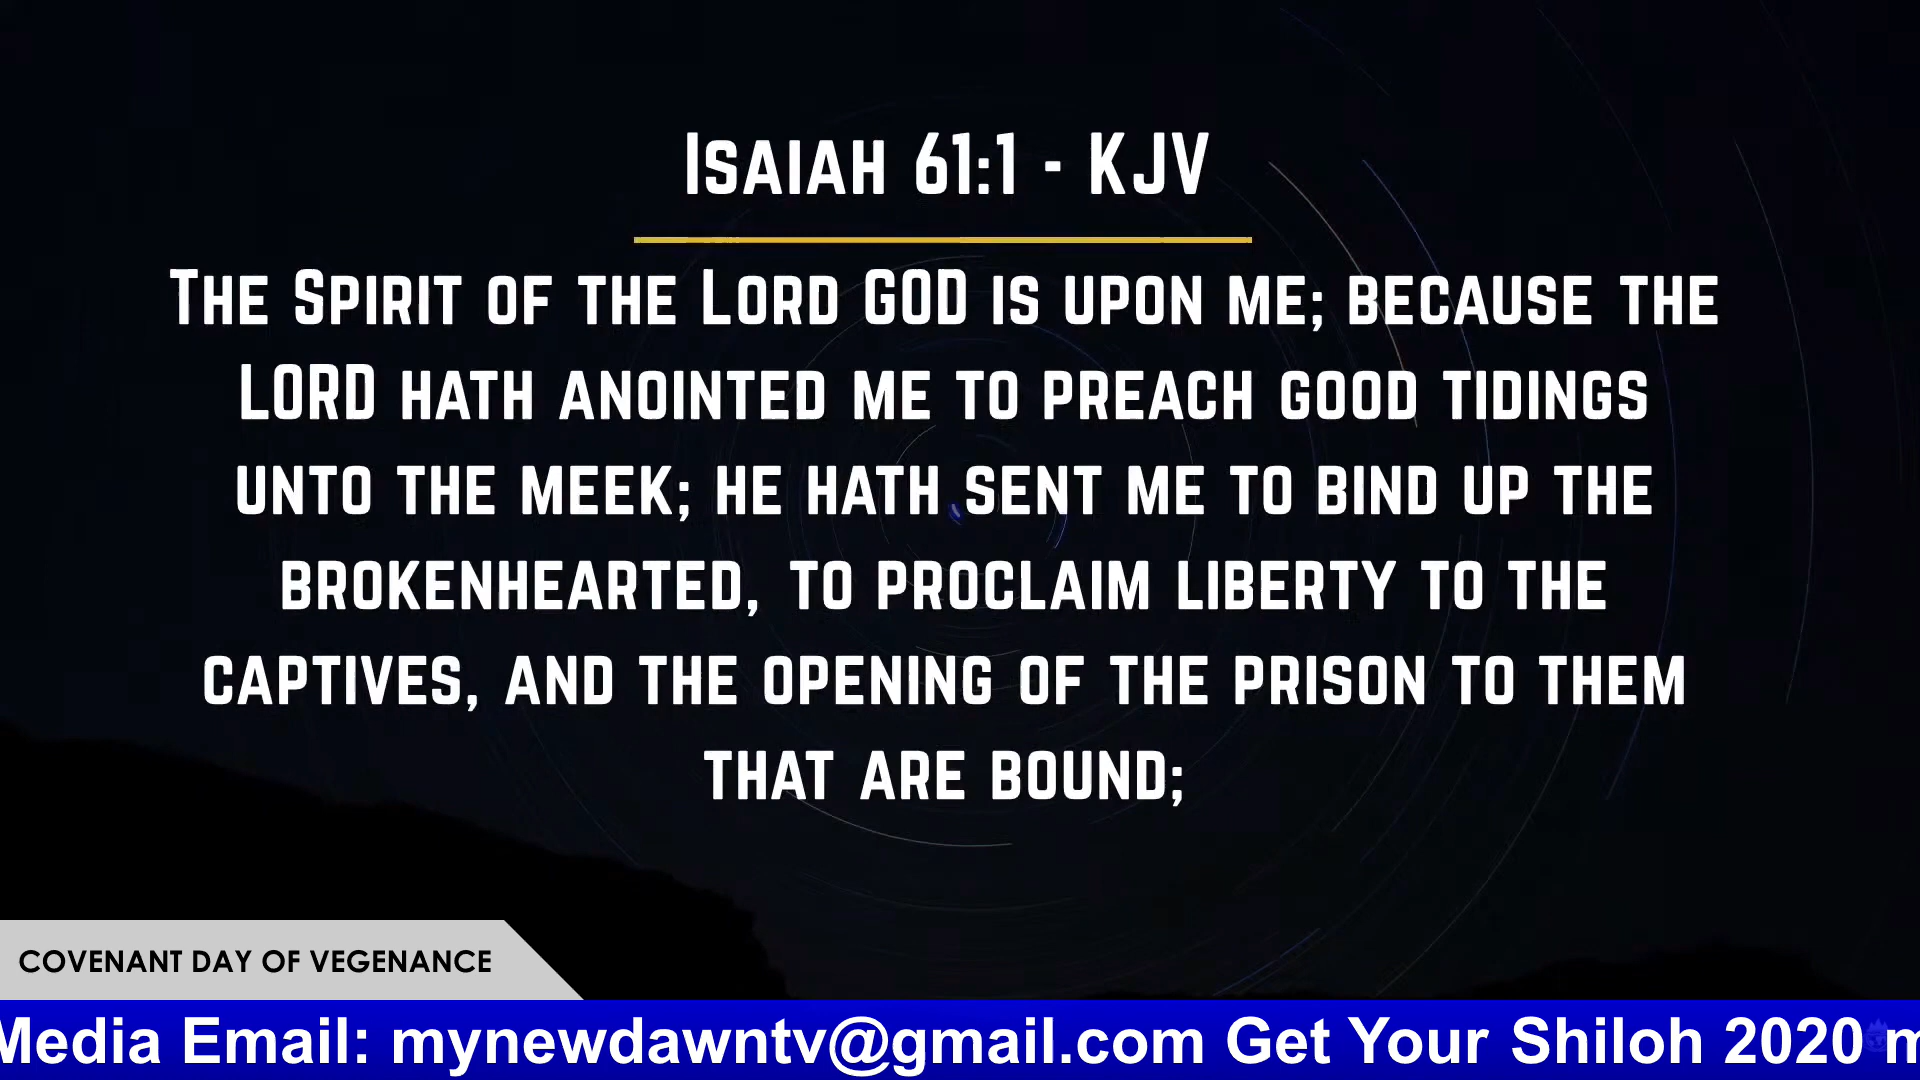 Isaiah 61:1 - KJV
The Spirit of the Lord GOD is upon me; because the
LORD hath anointed me to preach good tidings
unto the meek; he hath sent me to bind up the
brokenhearted, to proclaim liberty to the
captives, and the opening of the prison to them
that are bound;
COVENANT DAY OF VEGENANCE
Media Email: mynewdawntv@gmail.com Get Your Shiloh 2020